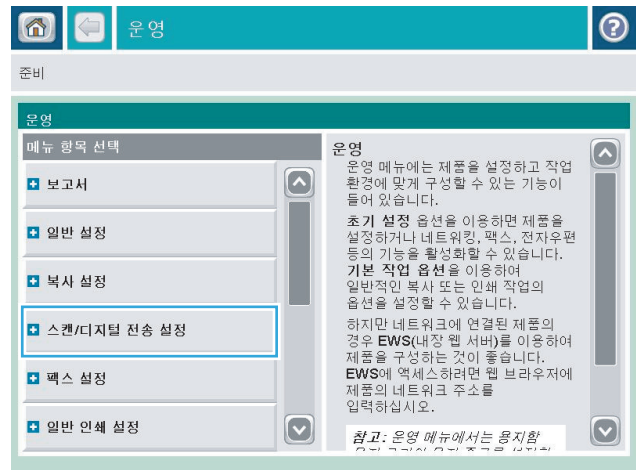 운영
준비
운영
메뉴 항목 선택
보고서
일반 설정
복사 설정
스캔/디지털 전송 설정
팩스 설정
일반 인쇄 설정
운영
운영 메뉴에는 제품을 설정하고 작업
환경에 맞게 구성할 수 있는 기능이
들어 있습니다.
초기 설정 옵션을 이용하면 제품을
설정하거나 네트워킹, 팩스, 전자우편
등의 기능을 활성화할 수 있습니다.
기본 작업 옵션을 이용하여
일반적인 복사 또는 인쇄 작업의
옵션을 설정할 수 있습니다.
하지만 네트워크에 연결된 제품의
경우 EWS(내장 웹 서버)를 이용하여
제품을 구성하는 것이 좋습니다.
EWS에 액세스하려면 웹 브라우저에
제품의 네트워크 주소를
입력하십시오.
참고: 운영 메뉴에서는 용지함